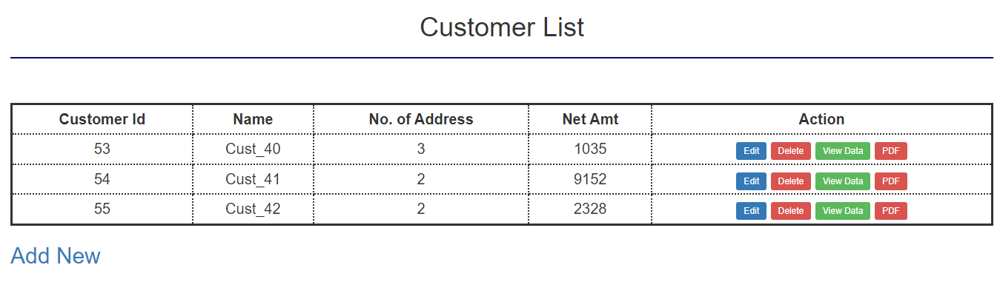 Customer List
Customer Id Name No. of Address Net Amt Action
53 Cust_40 3 1035 Edit Delete View Data PDF
54 Cust_41 2 9152 Edit Delete View Data PDF
55 Cust_42 2 2328 Edit Delete View Data PDF
Add New